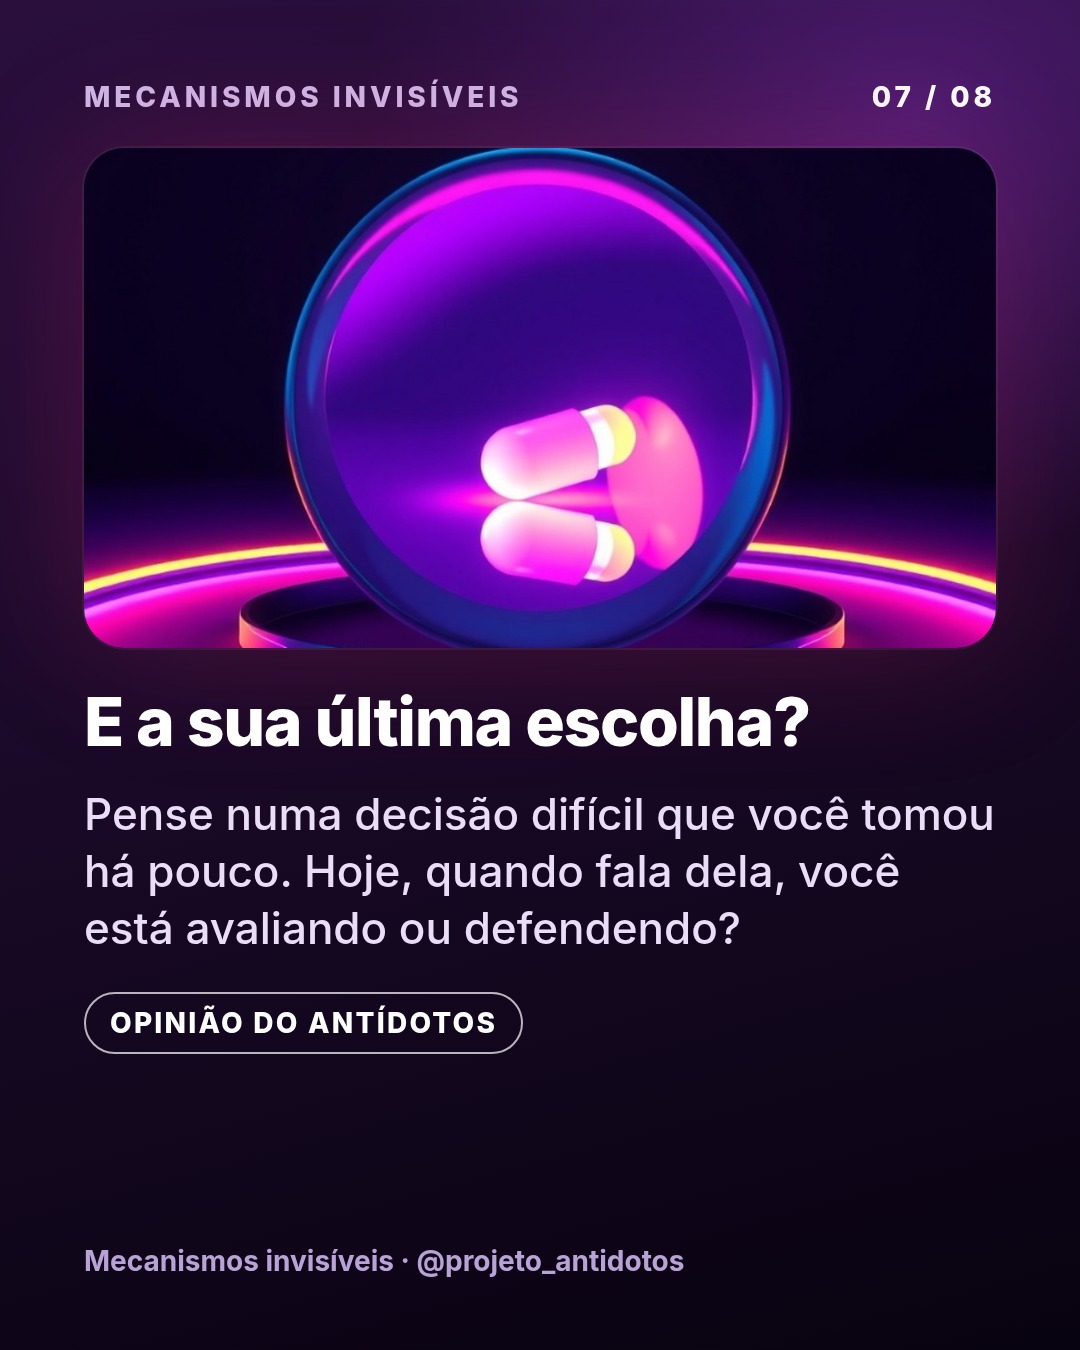 MECANISMOS INVISÍVEIS
07 / 08
E a sua última escolha?
Pense numa decisão difícil que você tomou
há pouco. Hoje, quando fala dela, você
está avaliando ou defendendo?
OPINIÃO DO ANTÍDOTOS
Mecanismos invisíveis · @projeto_antidotos